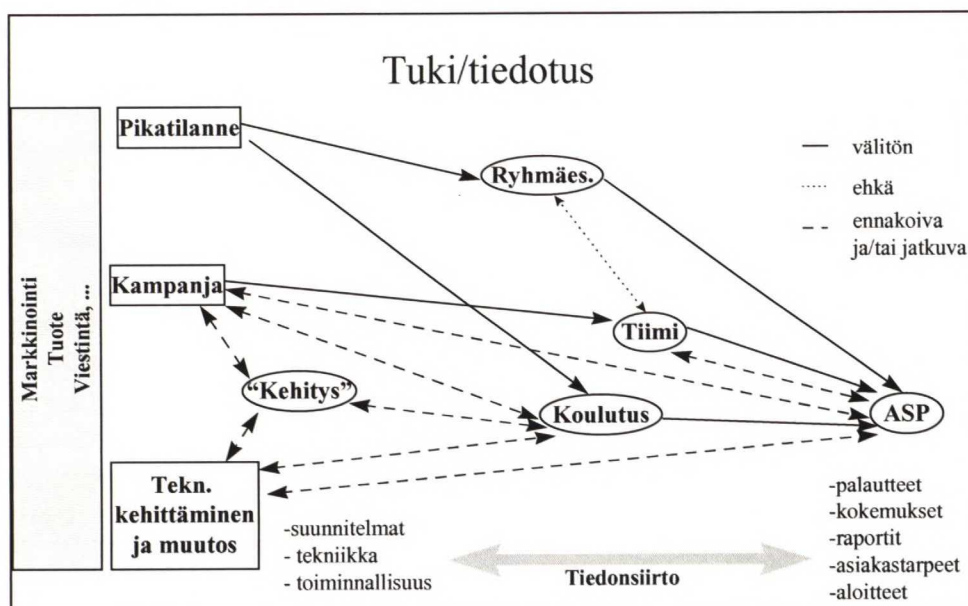 Tuki/tiedotus
Markkinointi
Tuote
Viestintä, ...
Pikatilanne
Ryhmäes.
välitön
ehkä
ennakoiva
ja/tai jatkuva
Kampanja
Tiimi
“Kehitys”
Koulutus
ASP
Tekn.
kehittäminen
ja muutos
-suunnitelmat
- tekniikka
- toiminnallisuus
Tiedonsiirto
-palautteet
-kokemukset
-raportit
-asiakastarpeet
-aloitteet